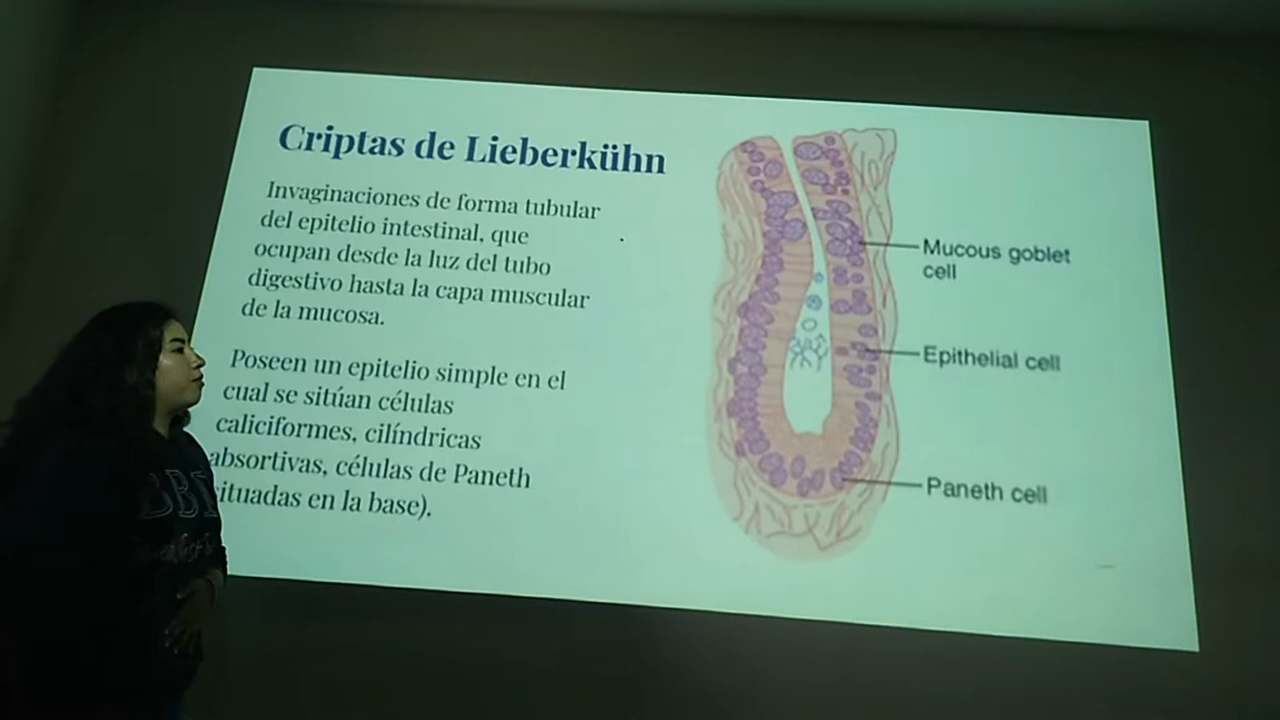 Criptas de Lieberkühn
Invaginaciones de forma tubular
del epitelio intestinal, que
ocupan desde la luz del tubo
digestivo hasta la capa muscular
de la mucosa.
Poseen un epitelio simple en el
cual se sitúan células
caliciformes, cilíndricas
absortivas, células de Paneth
ituadas en la base).
Mucous goblet
cell
Epithelial cell
Paneth cell